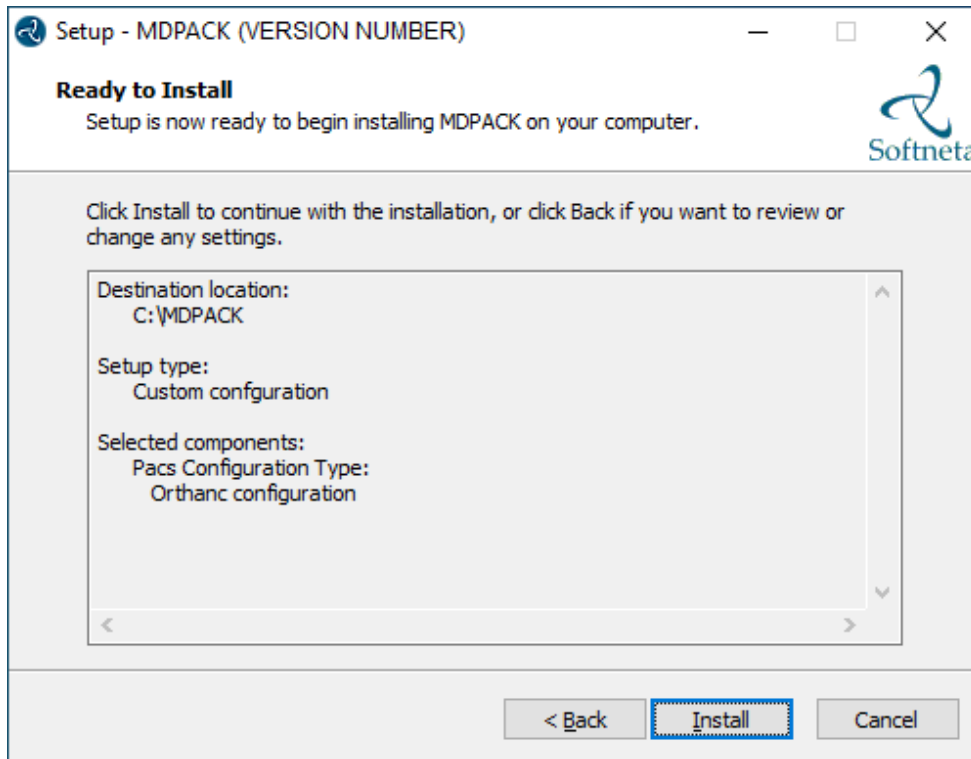 Setup - MDPACK (VERSION NUMBER)
Ready to Install
Setup is now ready to begin installing MDPACK on your computer.
Softneta
Click Install to continue with the installation, or click Back if you want to review or
change any settings.
Destination location:
C:\MDPACK
Setup type:
Custom confguration
Selected components:
Pacs Configuration Type:
Orthanc configuration
< Back
Install
Cancel